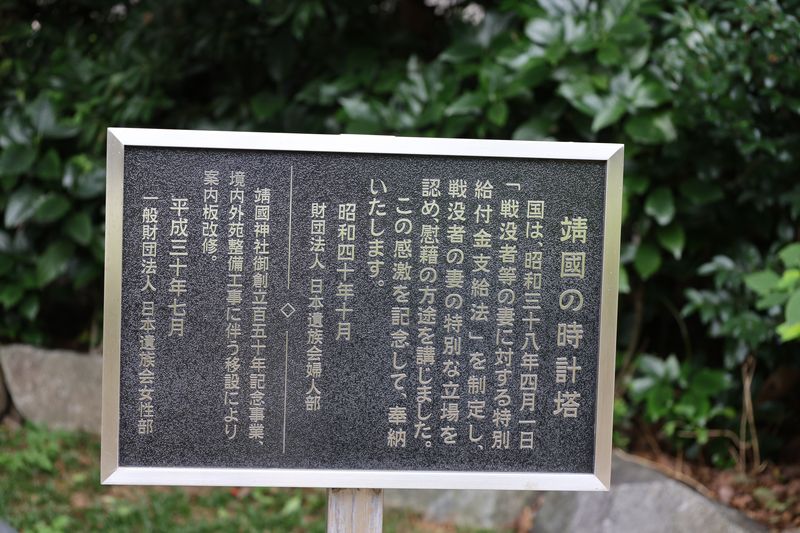 靖國の時計塔
国は、昭和三十八年四月一日
「戦没者等の妻に対する特別
給付金支給法」を制定し、
戦没者の妻の特別な立場を
認め、慰藉の方途を講じました。
この感激を記念して、奉納
いたします。
昭和四十年十月
財団法人 日本遺族会婦人部
靖國神社御創立百五十年記念事業、
境内外苑整備工事に伴う移設により
案内板改修。
平成三十年七月
一般財団法人 日本遺族会女性部